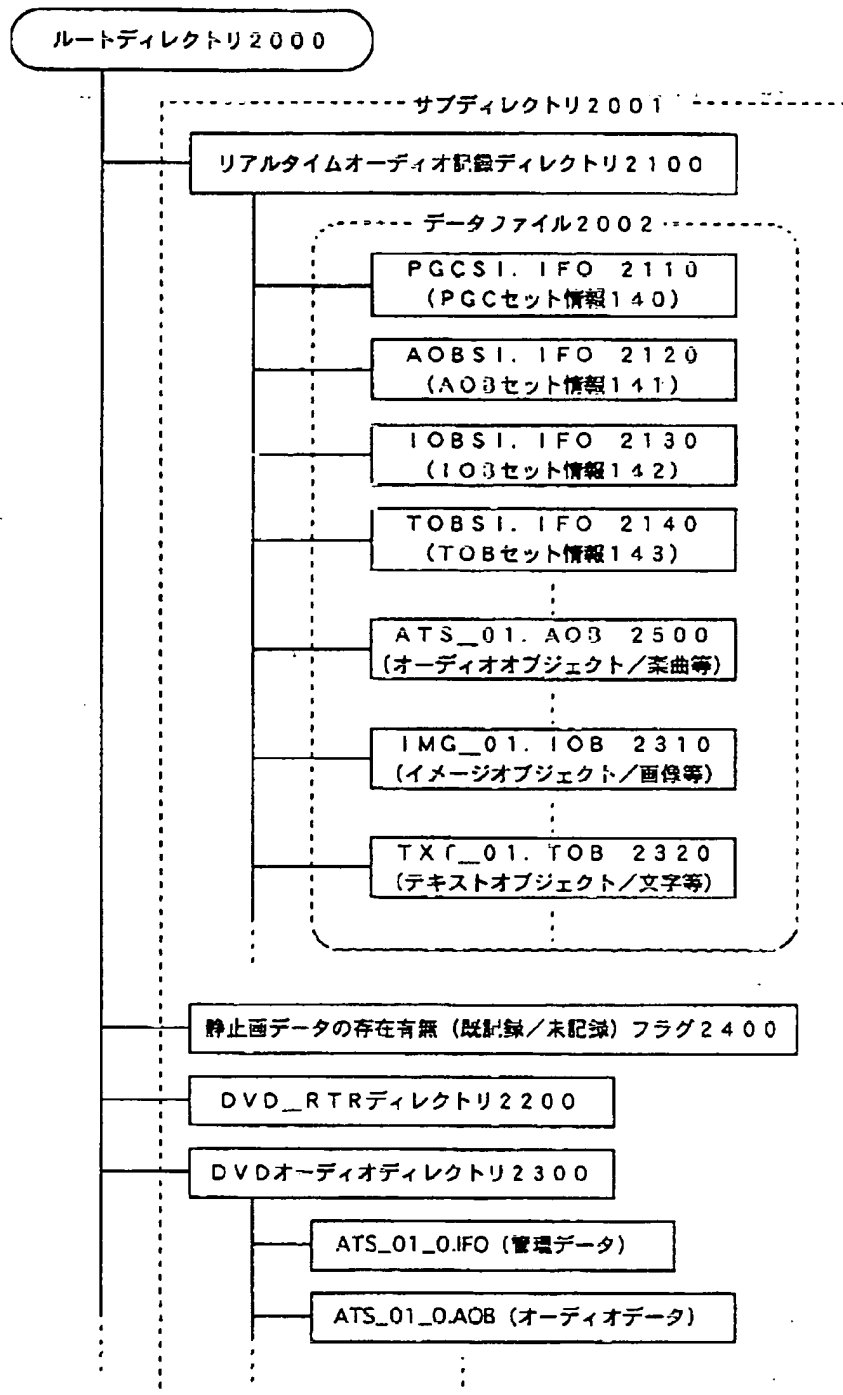 ルートディレクトリ2000
サブディレクトリ2001
リアルタイムオーディオ記録ディレクトリ2100
データファイル2002
PGCSI. IFO 2110
(PGCセット情報140)
AOBSI. IFO 2120
(AOBセット情報141)
IOBSI. IFO 2130
(IOBセット情報142)
TOBSI. IFO 2140
(TOBセット情報143)
ATS_01. AOB 2500
(オーディオオブジェクト/楽曲等)
IMG_01. IOB 2310
(イメージオブジェクト/画像等)
TXT_01. TOB 2320
(テキストオブジェクト/文字等)
静止画データの存在有無(既記録/未記録)フラグ2400
DVD_RTRディレクトリ2200
DVDオーディオディレクトリ2300
ATS_01_0.IFO (管理データ)
ATS_01_0.AOB (オーディオデータ)